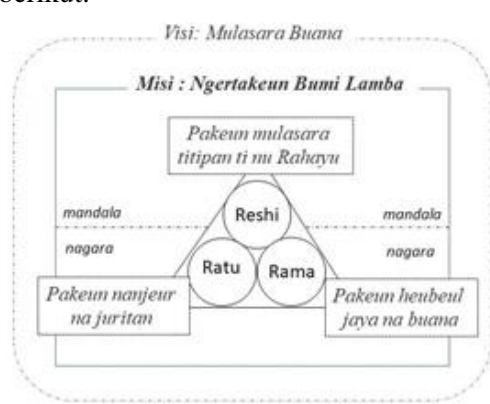 Visi: Mulasara Buana
Misi : Ngertakeun Bumi Lamba
Pakeun mulasara
titipan ti nu Rahayu
mandala
mandala
Reshi
nagara
nagara
Ratu
Rama
Pakeun nanjeur
na juritan
Pakeun heubeul
jaya na buana